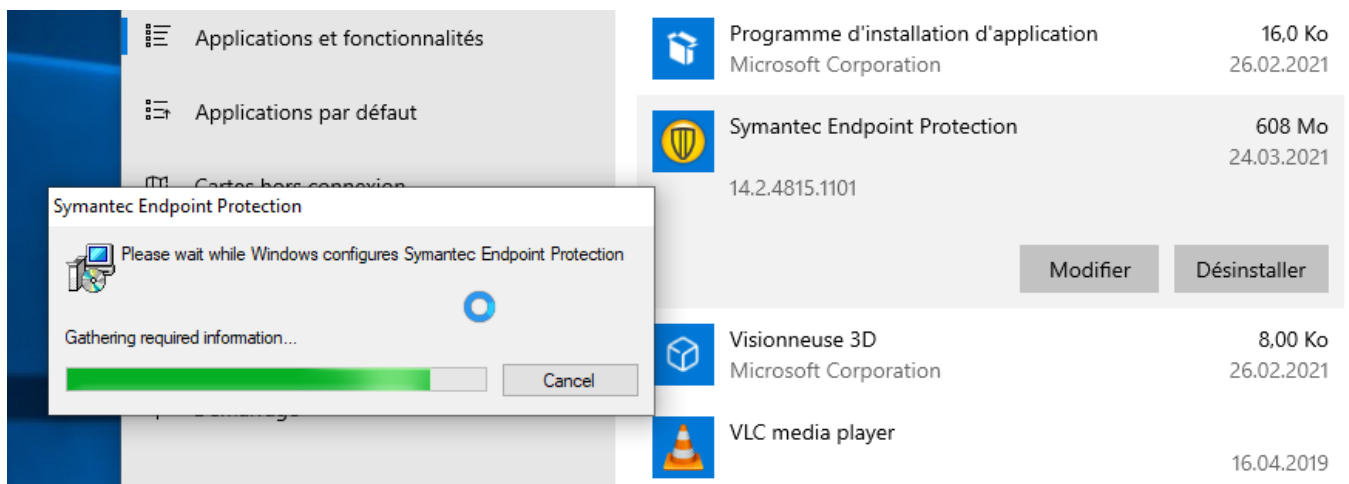 Applications et fonctionnalités
Applications par défaut
Cartes hors connexion
Symantec Endpoint Protection
Please wait while Windows configures Symantec Endpoint Protection
Gathering required information...
Cancel
Programme d'installation d'application
16,0 Ko
Microsoft Corporation
26.02.2021
Symantec Endpoint Protection
608 Mo
24.03.2021
14.2.4815.1101
Modifier
Désinstaller
Visionneuse 3D
8,00 Ko
Microsoft Corporation
26.02.2021
VLC media player
16.04.2019